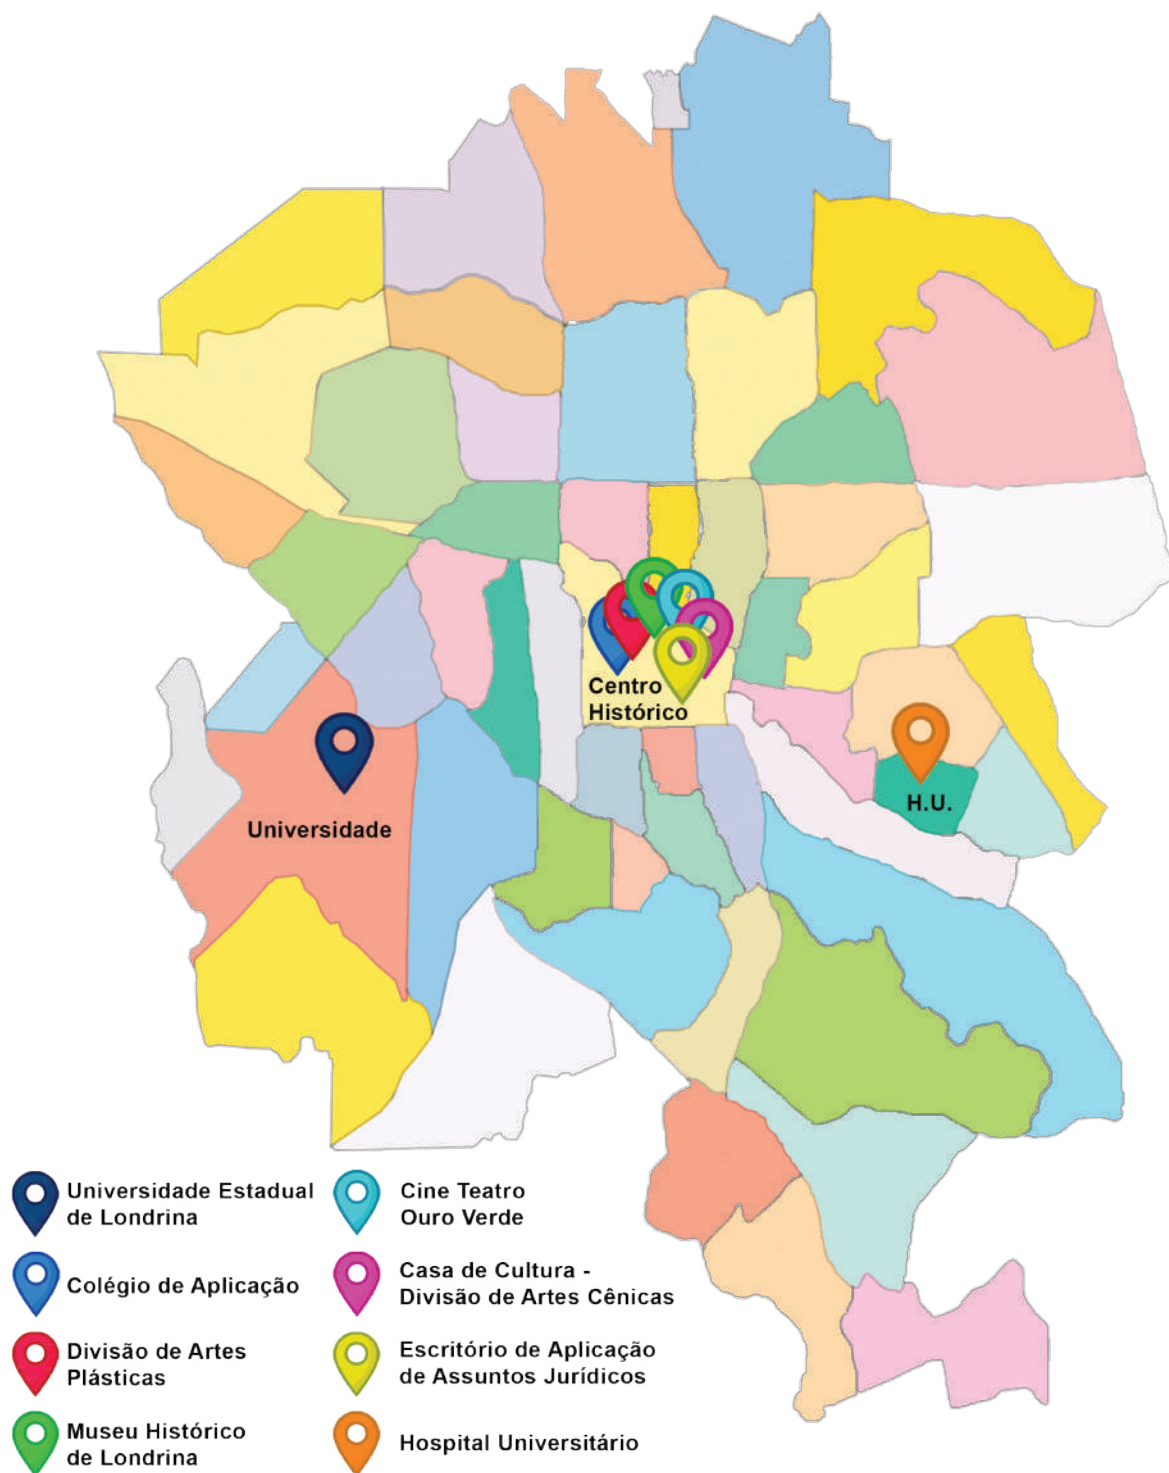 Centro
Histórico
H.U.
Universidade
Universidade Estadual
de Londrina
Colégio de Aplicação
Divisão de Artes
Plásticas
Museu Histórico
de Londrina
Cine Teatro
Ouro Verde
Casa de Cultura -
Divisão de Artes Cênicas
Escritório de Aplicação
de Assuntos Jurídicos
Hospital Universitário